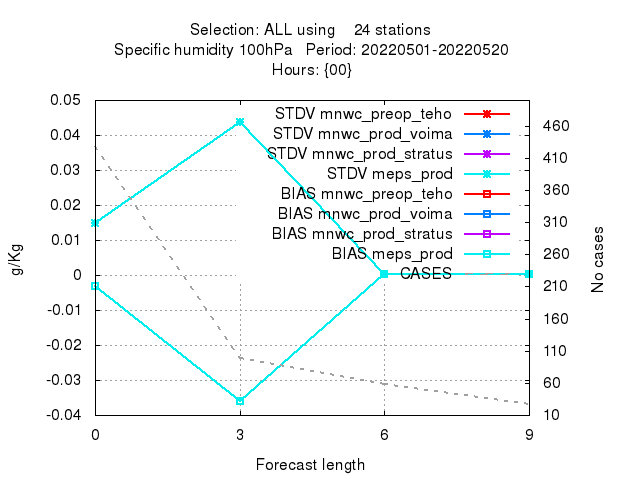 Selection: ALL using    24 stations
Specific humidity 100hPa   Period: 20220501-20220520
Hours: {00}
STDV mnwc_preop_teho
STDV mnwc_prod_voima
STDV mnwc_prod_stratus
STDV meps_prod
BIAS mnwc_preop_teho
BIAS mnwc_prod_voima
BIAS mnwc_prod_stratus
BIAS meps_prod
CASES
g/Kg
0.05
0.04
0.03
0.02
0.01
0
-0.01
-0.02
-0.03
-0.04
460
410
360
310
260
210
160
110
60
10
No cases
0 3 6 9
Forecast length